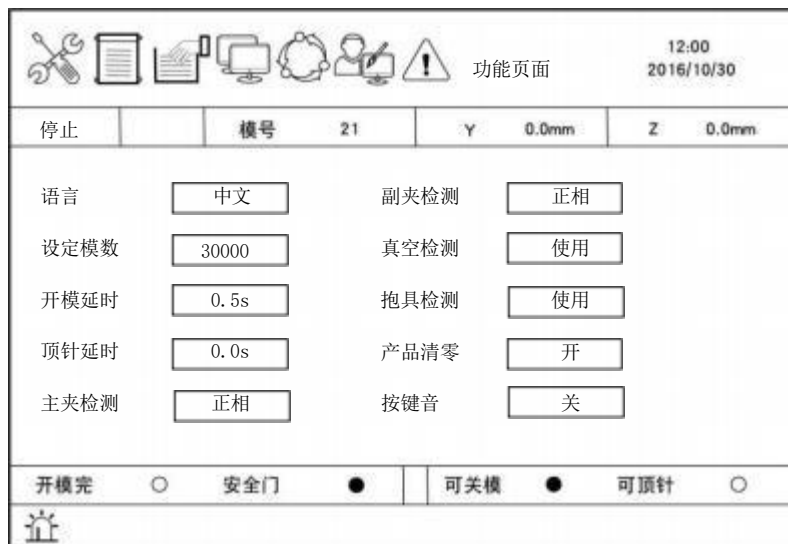 功能页面 12:00
2016/10/30
停止 模号 21 Y 0.0mm Z 0.0mm
语言 中文 副夹检测 正相
设定模数 30000 真空检测 使用
开模延时 0.5s 抱具检测 使用
顶针延时 0.0s 产品清零 开
主夹检测 正相 按键音 关
开模完 ○ 安全门 ● 可关模 ● 可顶针 ○